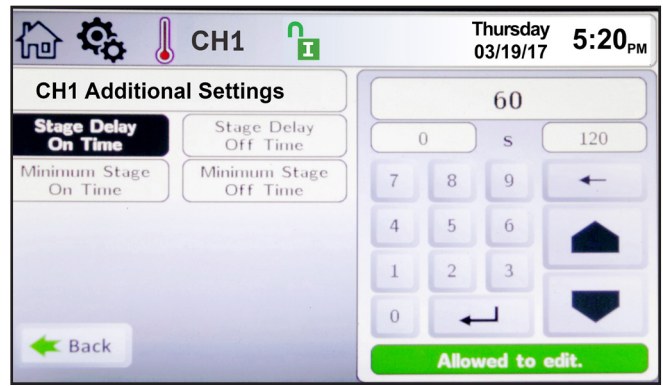 CH1
I
Thursday
03/19/17
5:20 PM
CH1 Additional Settings
Stage Delay
On Time
Stage Delay
Off Time
Minimum Stage
On Time
Minimum Stage
Off Time
Back
60
0 s 120
7 8 9
4 5 6
1 2 3
0
Allowed to edit.